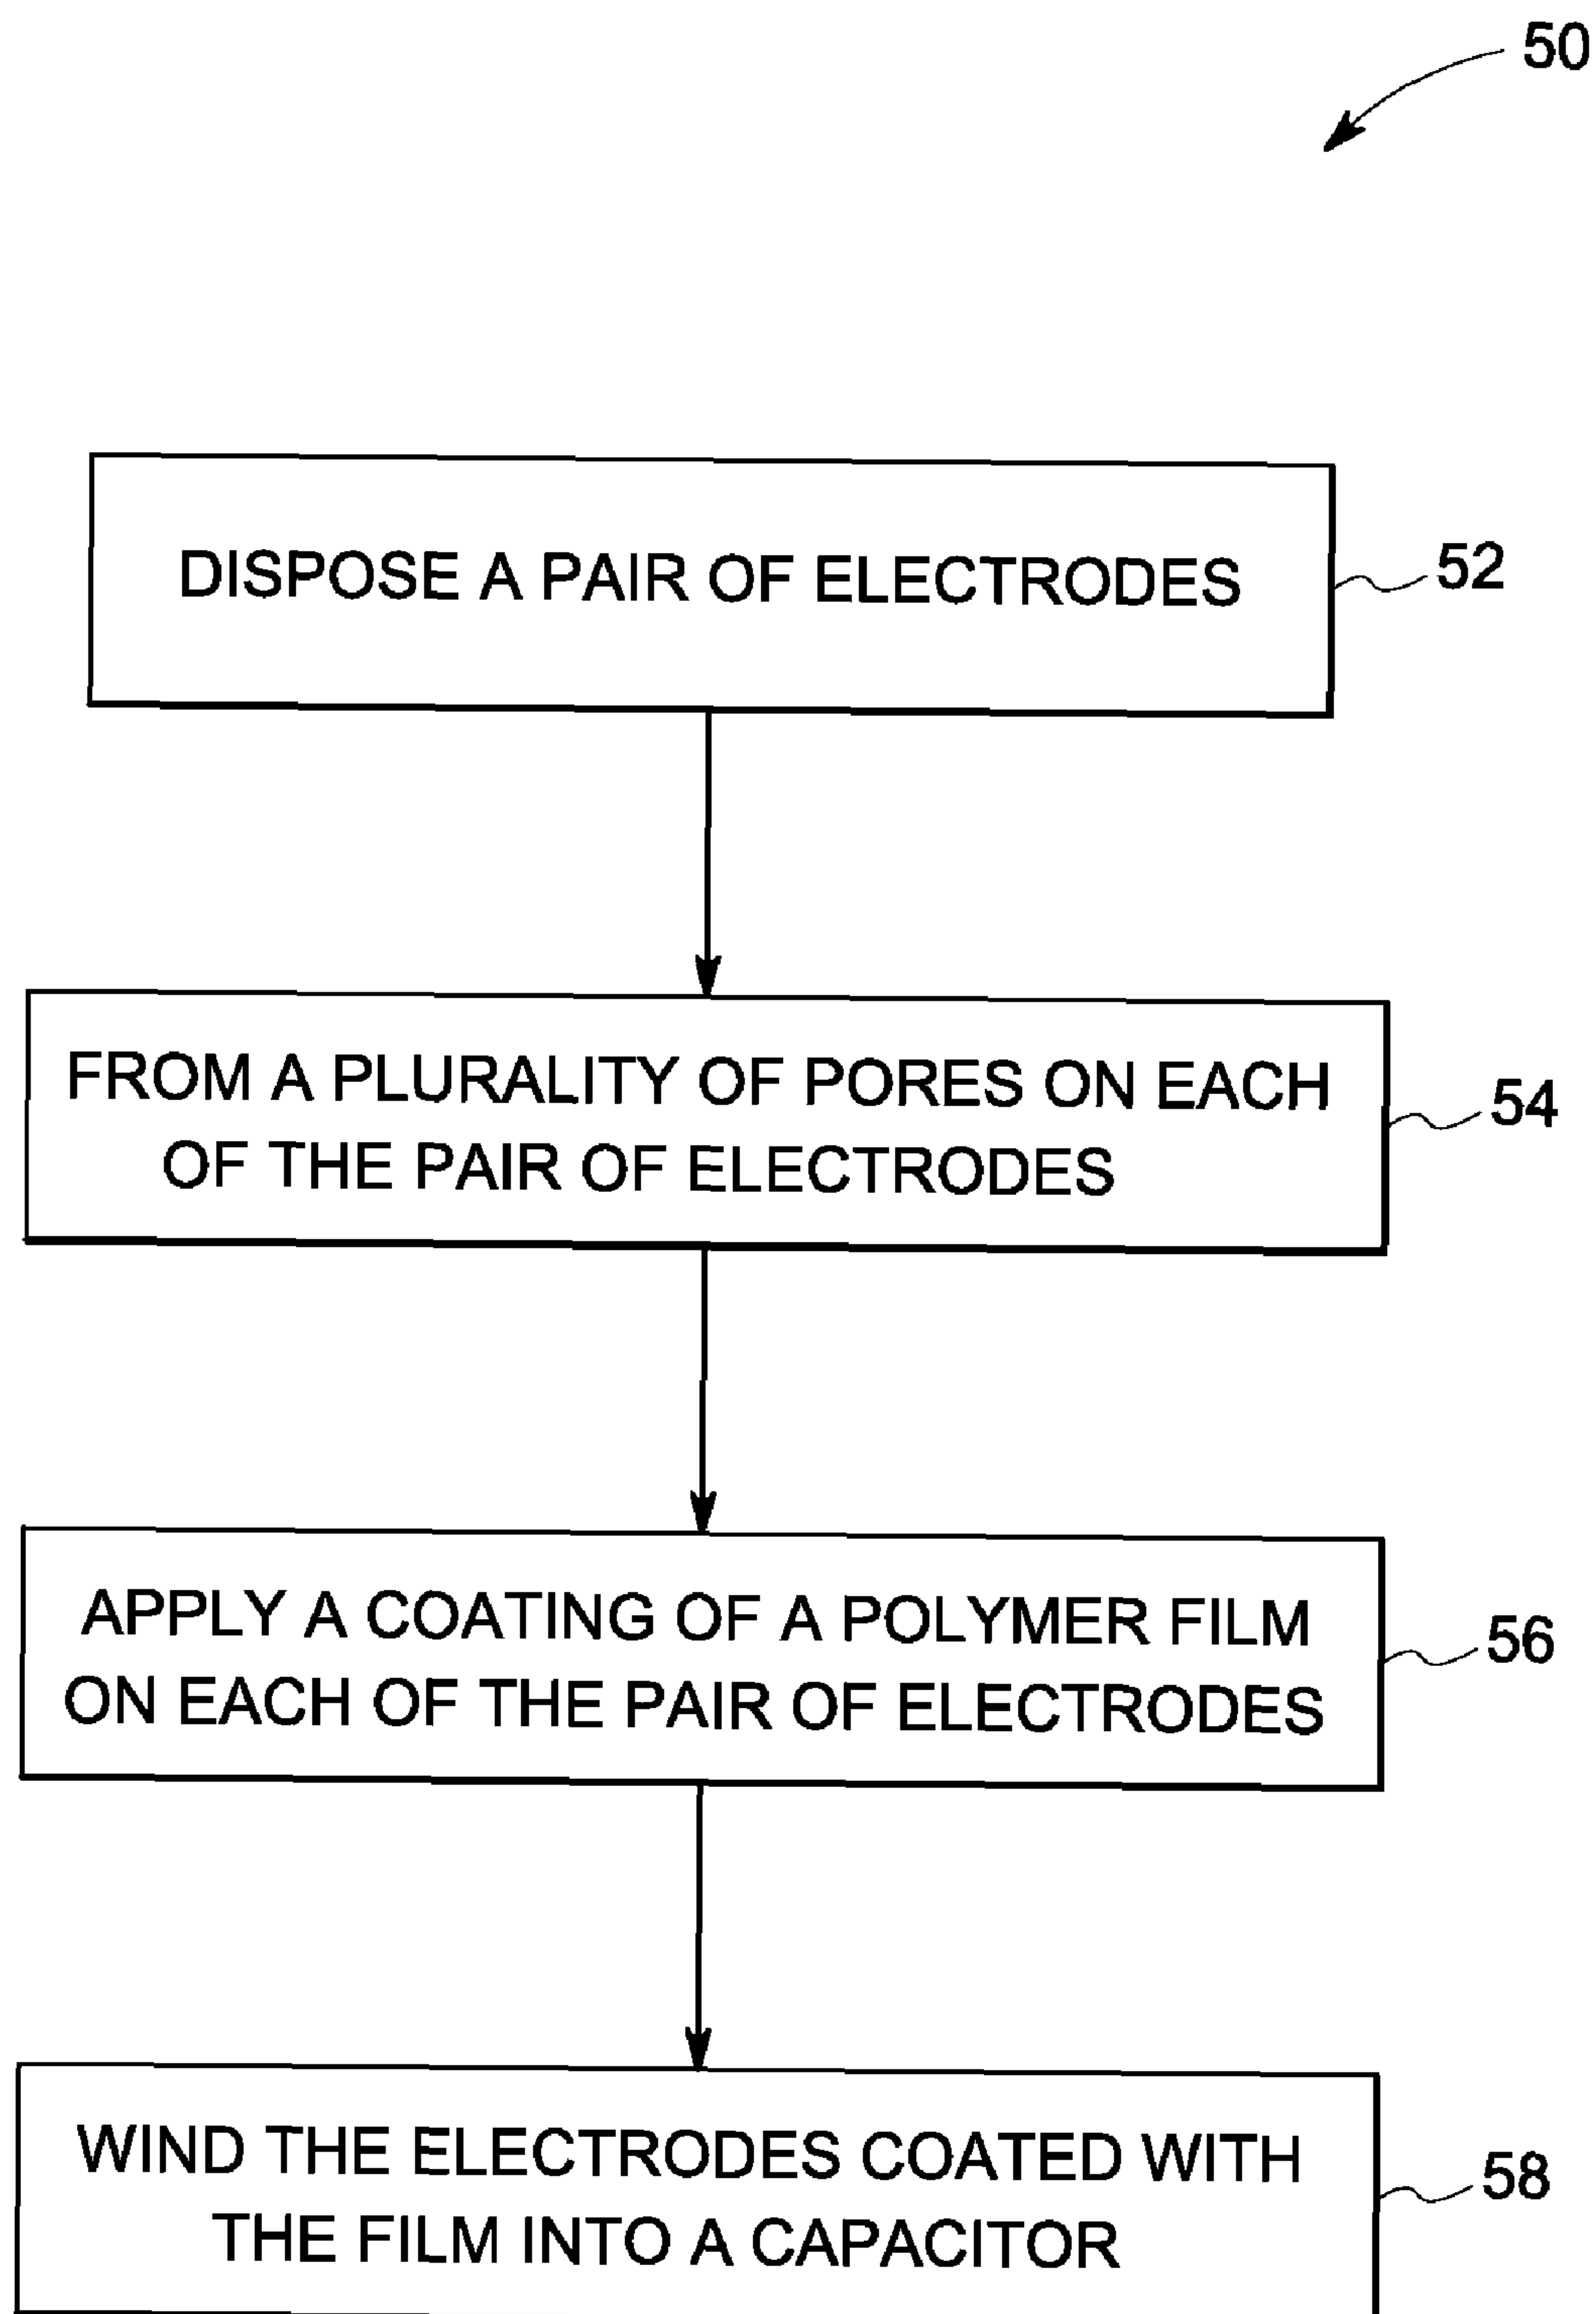 50
DISPOSE A PAIR OF ELECTRODES
52
FROM A PLURALITY OF PORES ON EACH
OF THE PAIR OF ELECTRODES
54
APPLY A COATING OF A POLYMER FILM
ON EACH OF THE PAIR OF ELECTRODES
56
WIND THE ELECTRODES COATED WITH
THE FILM INTO A CAPACITOR
58